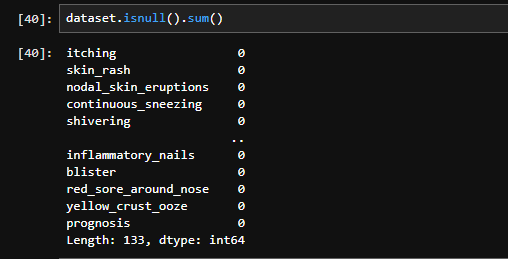 [40]: dataset.isnull().sum()
[40]: itching 0
skin_rash 0
nodal_skin_eruptions 0
continuous_sneezing 0
shivering 0
..
inflammatory_nails 0
blister 0
red_sore_around_nose 0
yellow_crust_ooze 0
prognosis 0
Length: 133, dtype: int64